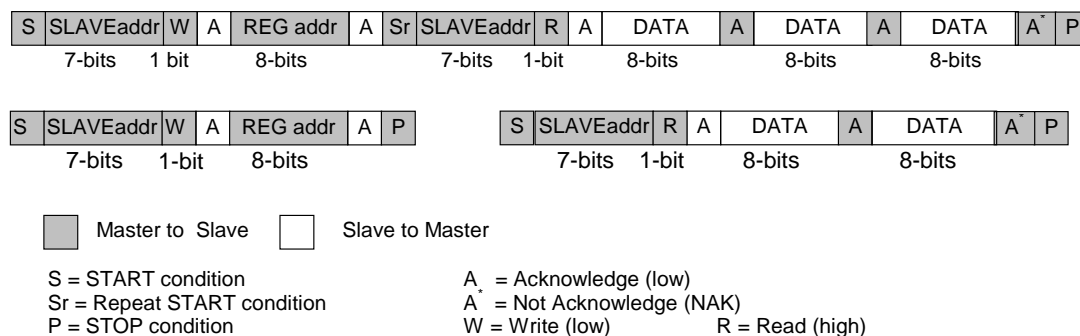 S SLAVEaddr W A REG addr A Sr SLAVEaddr R A DATA A DATA A DATA A* P
7-bits 1 bit 8-bits 7-bits 1-bit 8-bits 8-bits 8-bits
S SLAVEaddr W A REG addr A P S SLAVEaddr R A DATA A DATA A* P
7-bits 1-bit 8-bits 7-bits 1-bit 8-bits 8-bits
Master to Slave Slave to Master
S = START condition A = Acknowledge (low)
Sr = Repeat START condition A* = Not Acknowledge (NAK)
P = STOP condition W = Write (low) R = Read (high)